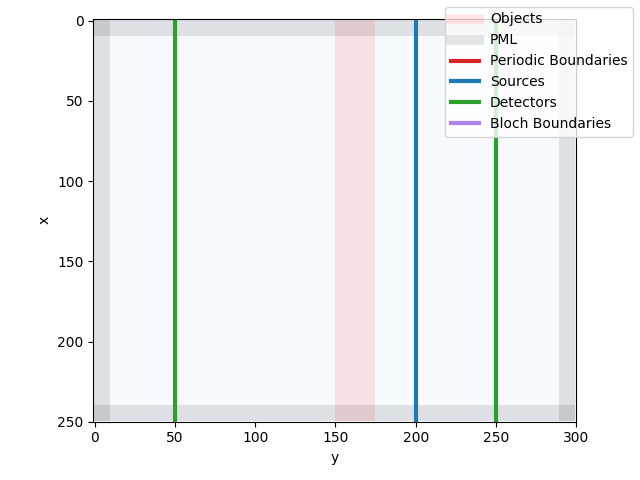 Objects
PML
Periodic Boundaries
Sources
Detectors
Bloch Boundaries
0
50
100
150
200
250
x
0 50 100 150 200 250 300
y